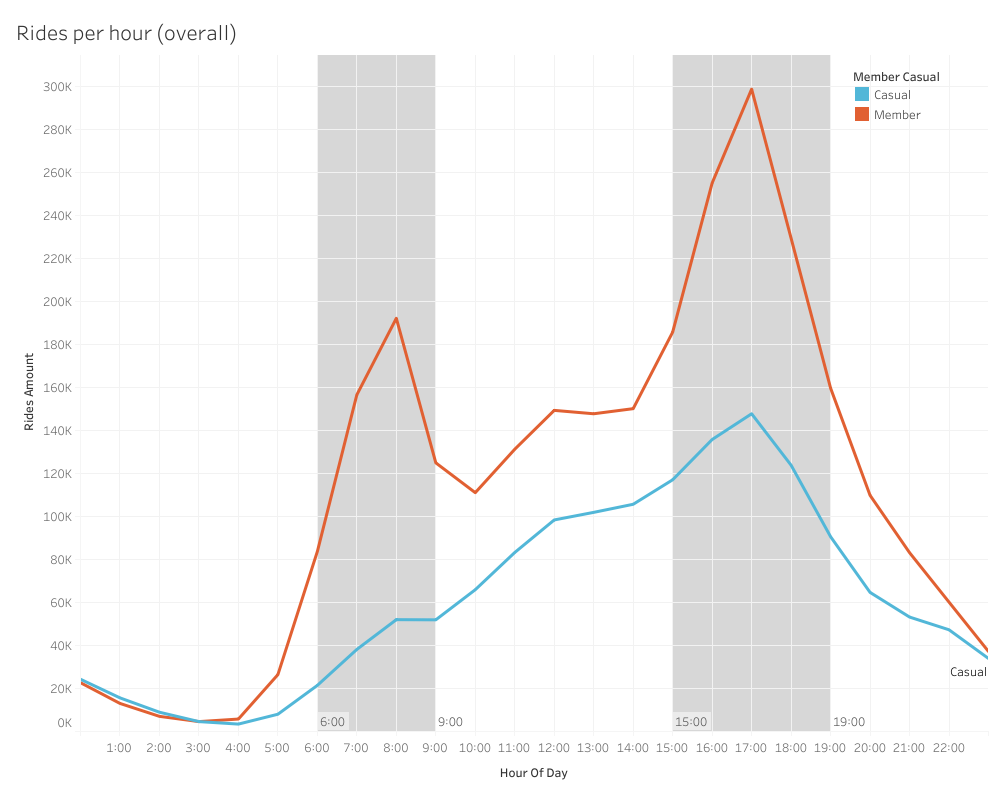 Rides per hour (overall)
Member Casual
Casual
Member
300K
280K
260K
240K
220K
200K
180K
160K
140K
120K
100K
80K
60K
40K
20K
0K
Rides Amount
Casual
6:00
9:00
15:00
19:00
1:00 2:00 3:00 4:00 5:00 6:00 7:00 8:00 9:00 10:00 11:00 12:00 13:00 14:00 15:00 16:00 17:00 18:00 19:00 20:00 21:00 22:00
Hour Of Day